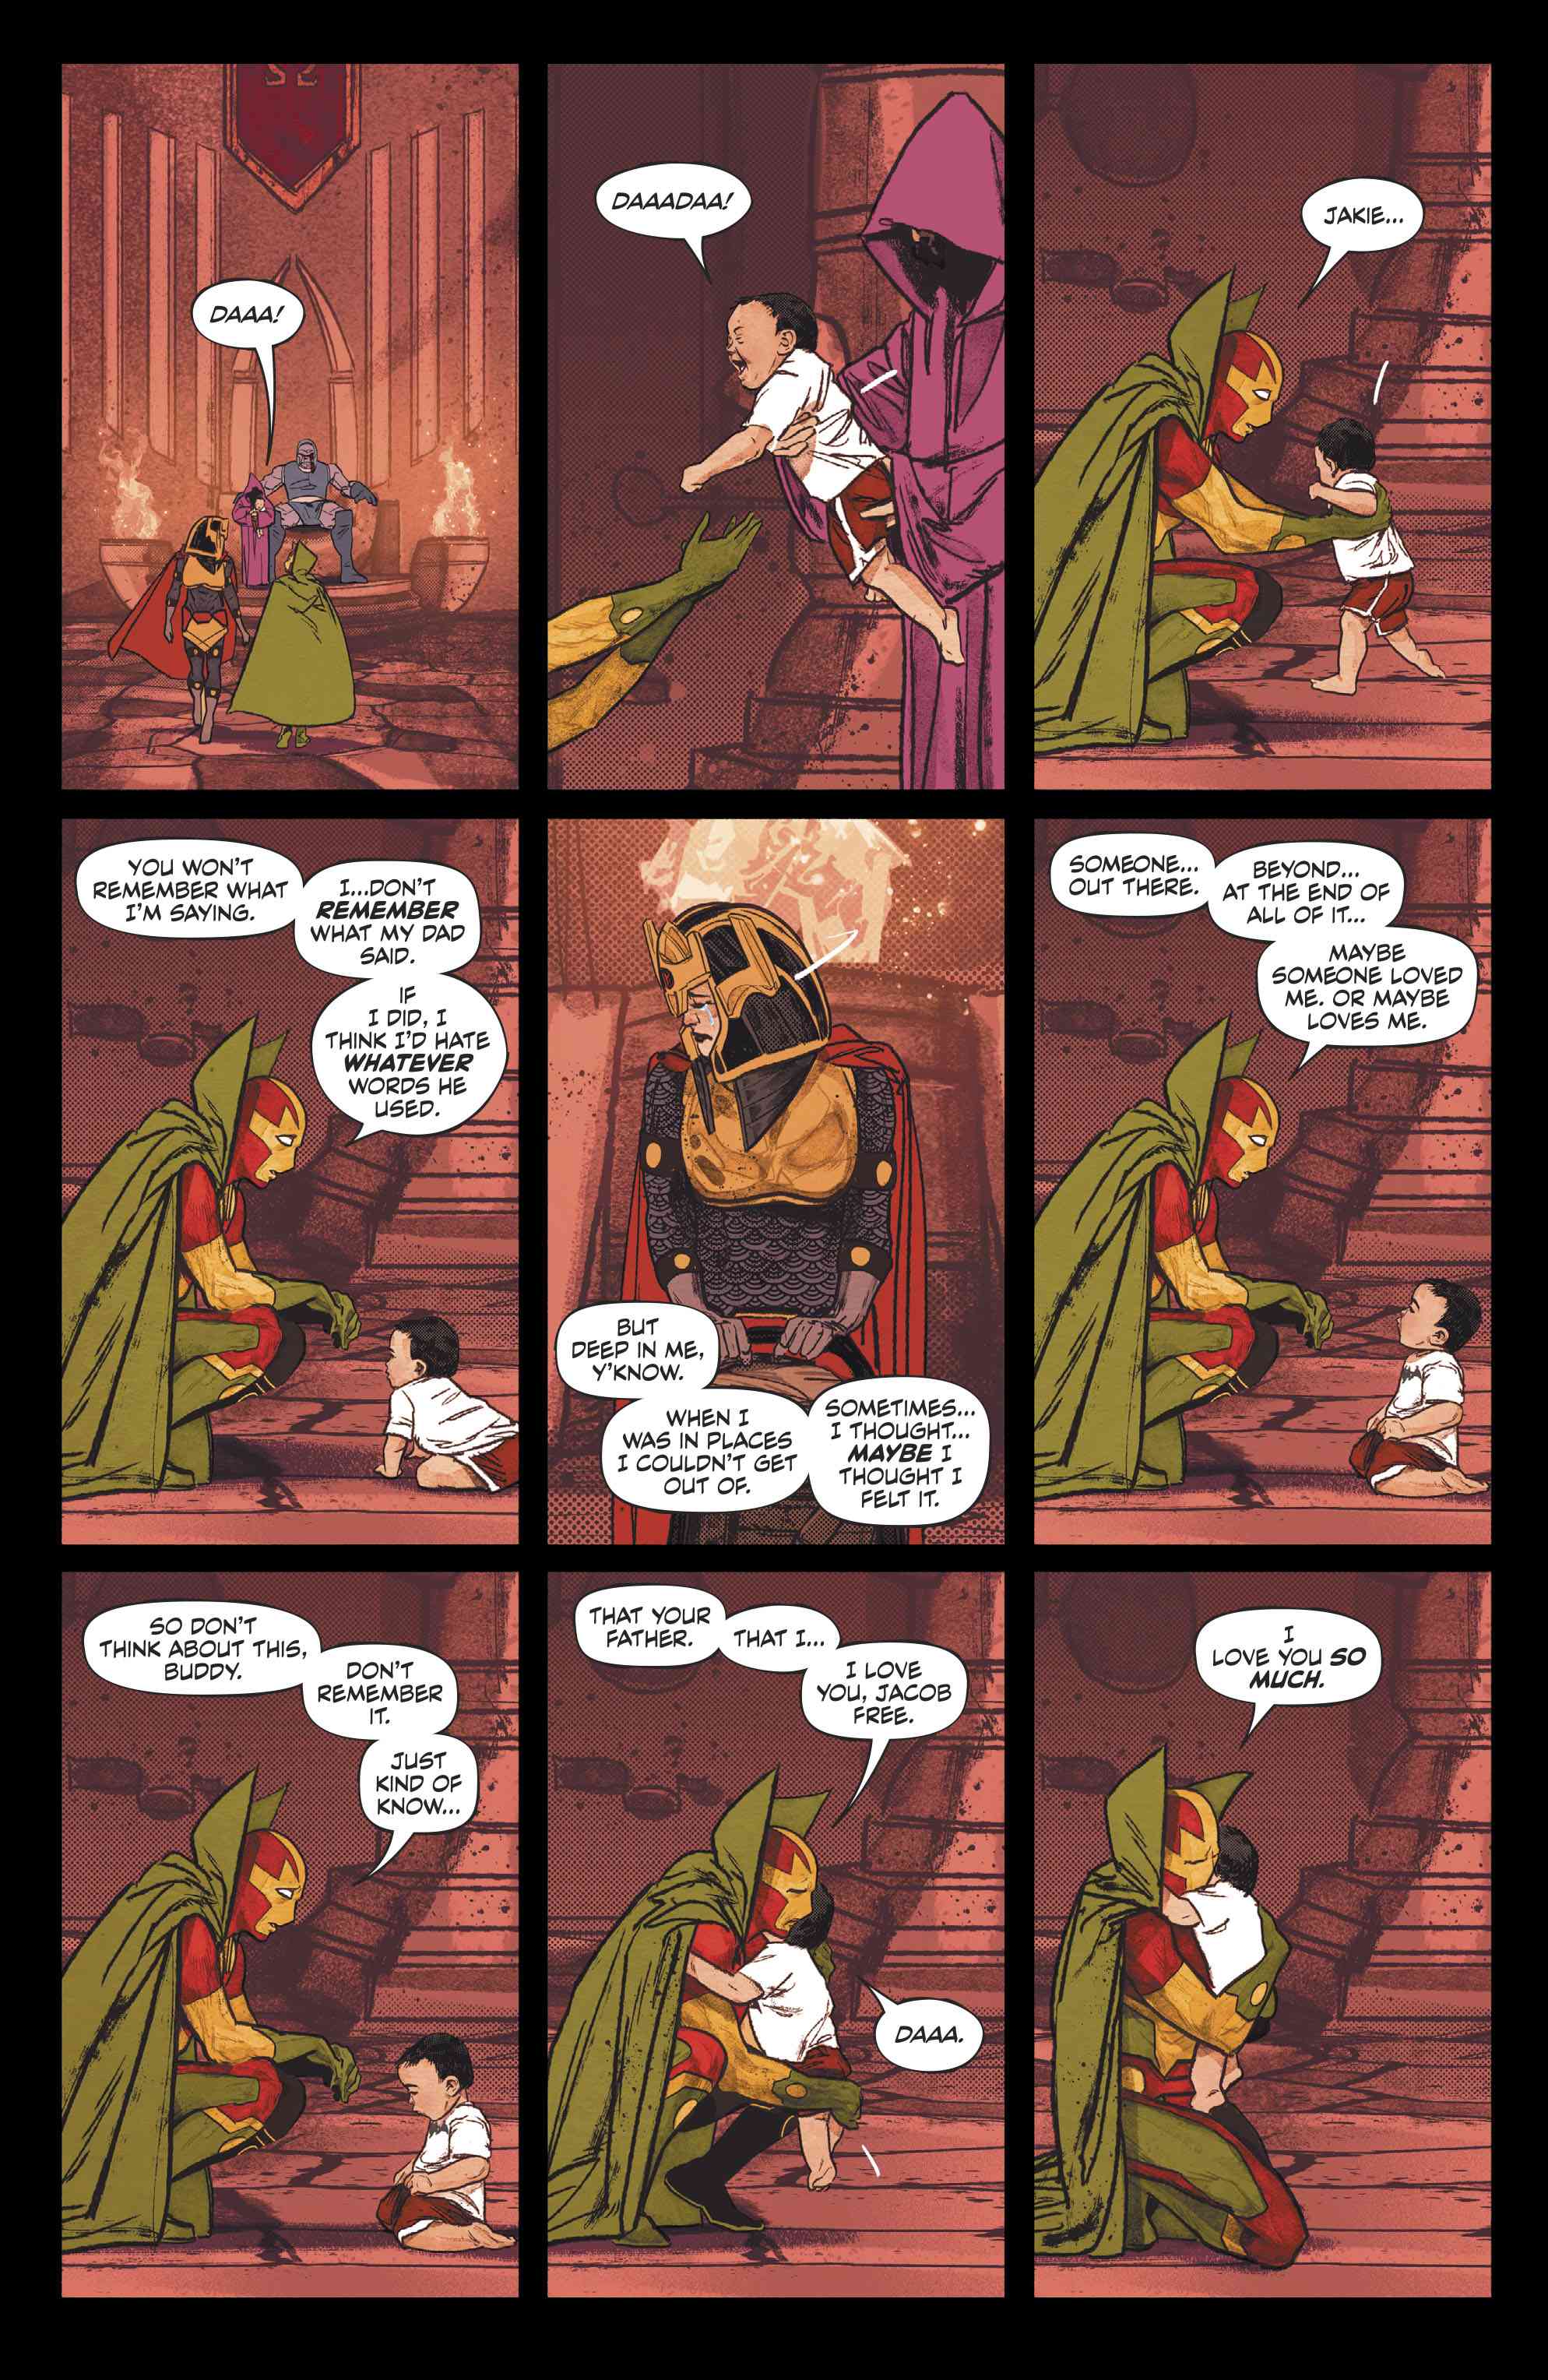 DAAA!
DAAADAA!
JAKIE...
YOU WON'T
REMEMBER WHAT
I'M SAYING.
I...DON'T
REMEMBER
WHAT MY DAD
SAID.
IF
I DID, I
THINK I'D HATE
WHATEVER
WORDS HE
USED.
BUT
DEEP IN ME,
Y'KNOW.
WHEN I
WAS IN PLACES
I COULDN'T GET
OUT OF.
SOMETIMES...
I THOUGHT...
MAYBE I
THOUGHT I
FELT IT.
SOMEONE...
OUT THERE.
BEYOND...
AT THE END OF
ALL OF IT...
MAYBE
SOMEONE LOVED
ME. OR MAYBE
LOVES ME.
SO DON'T
THINK ABOUT THIS,
BUDDY.
DON'T
REMEMBER
IT.
JUST
KIND OF
KNOW...
THAT YOUR
FATHER.
THAT I...
I LOVE
YOU, JACOB
FREE.
DAAA.
I
LOVE YOU SO
MUCH.